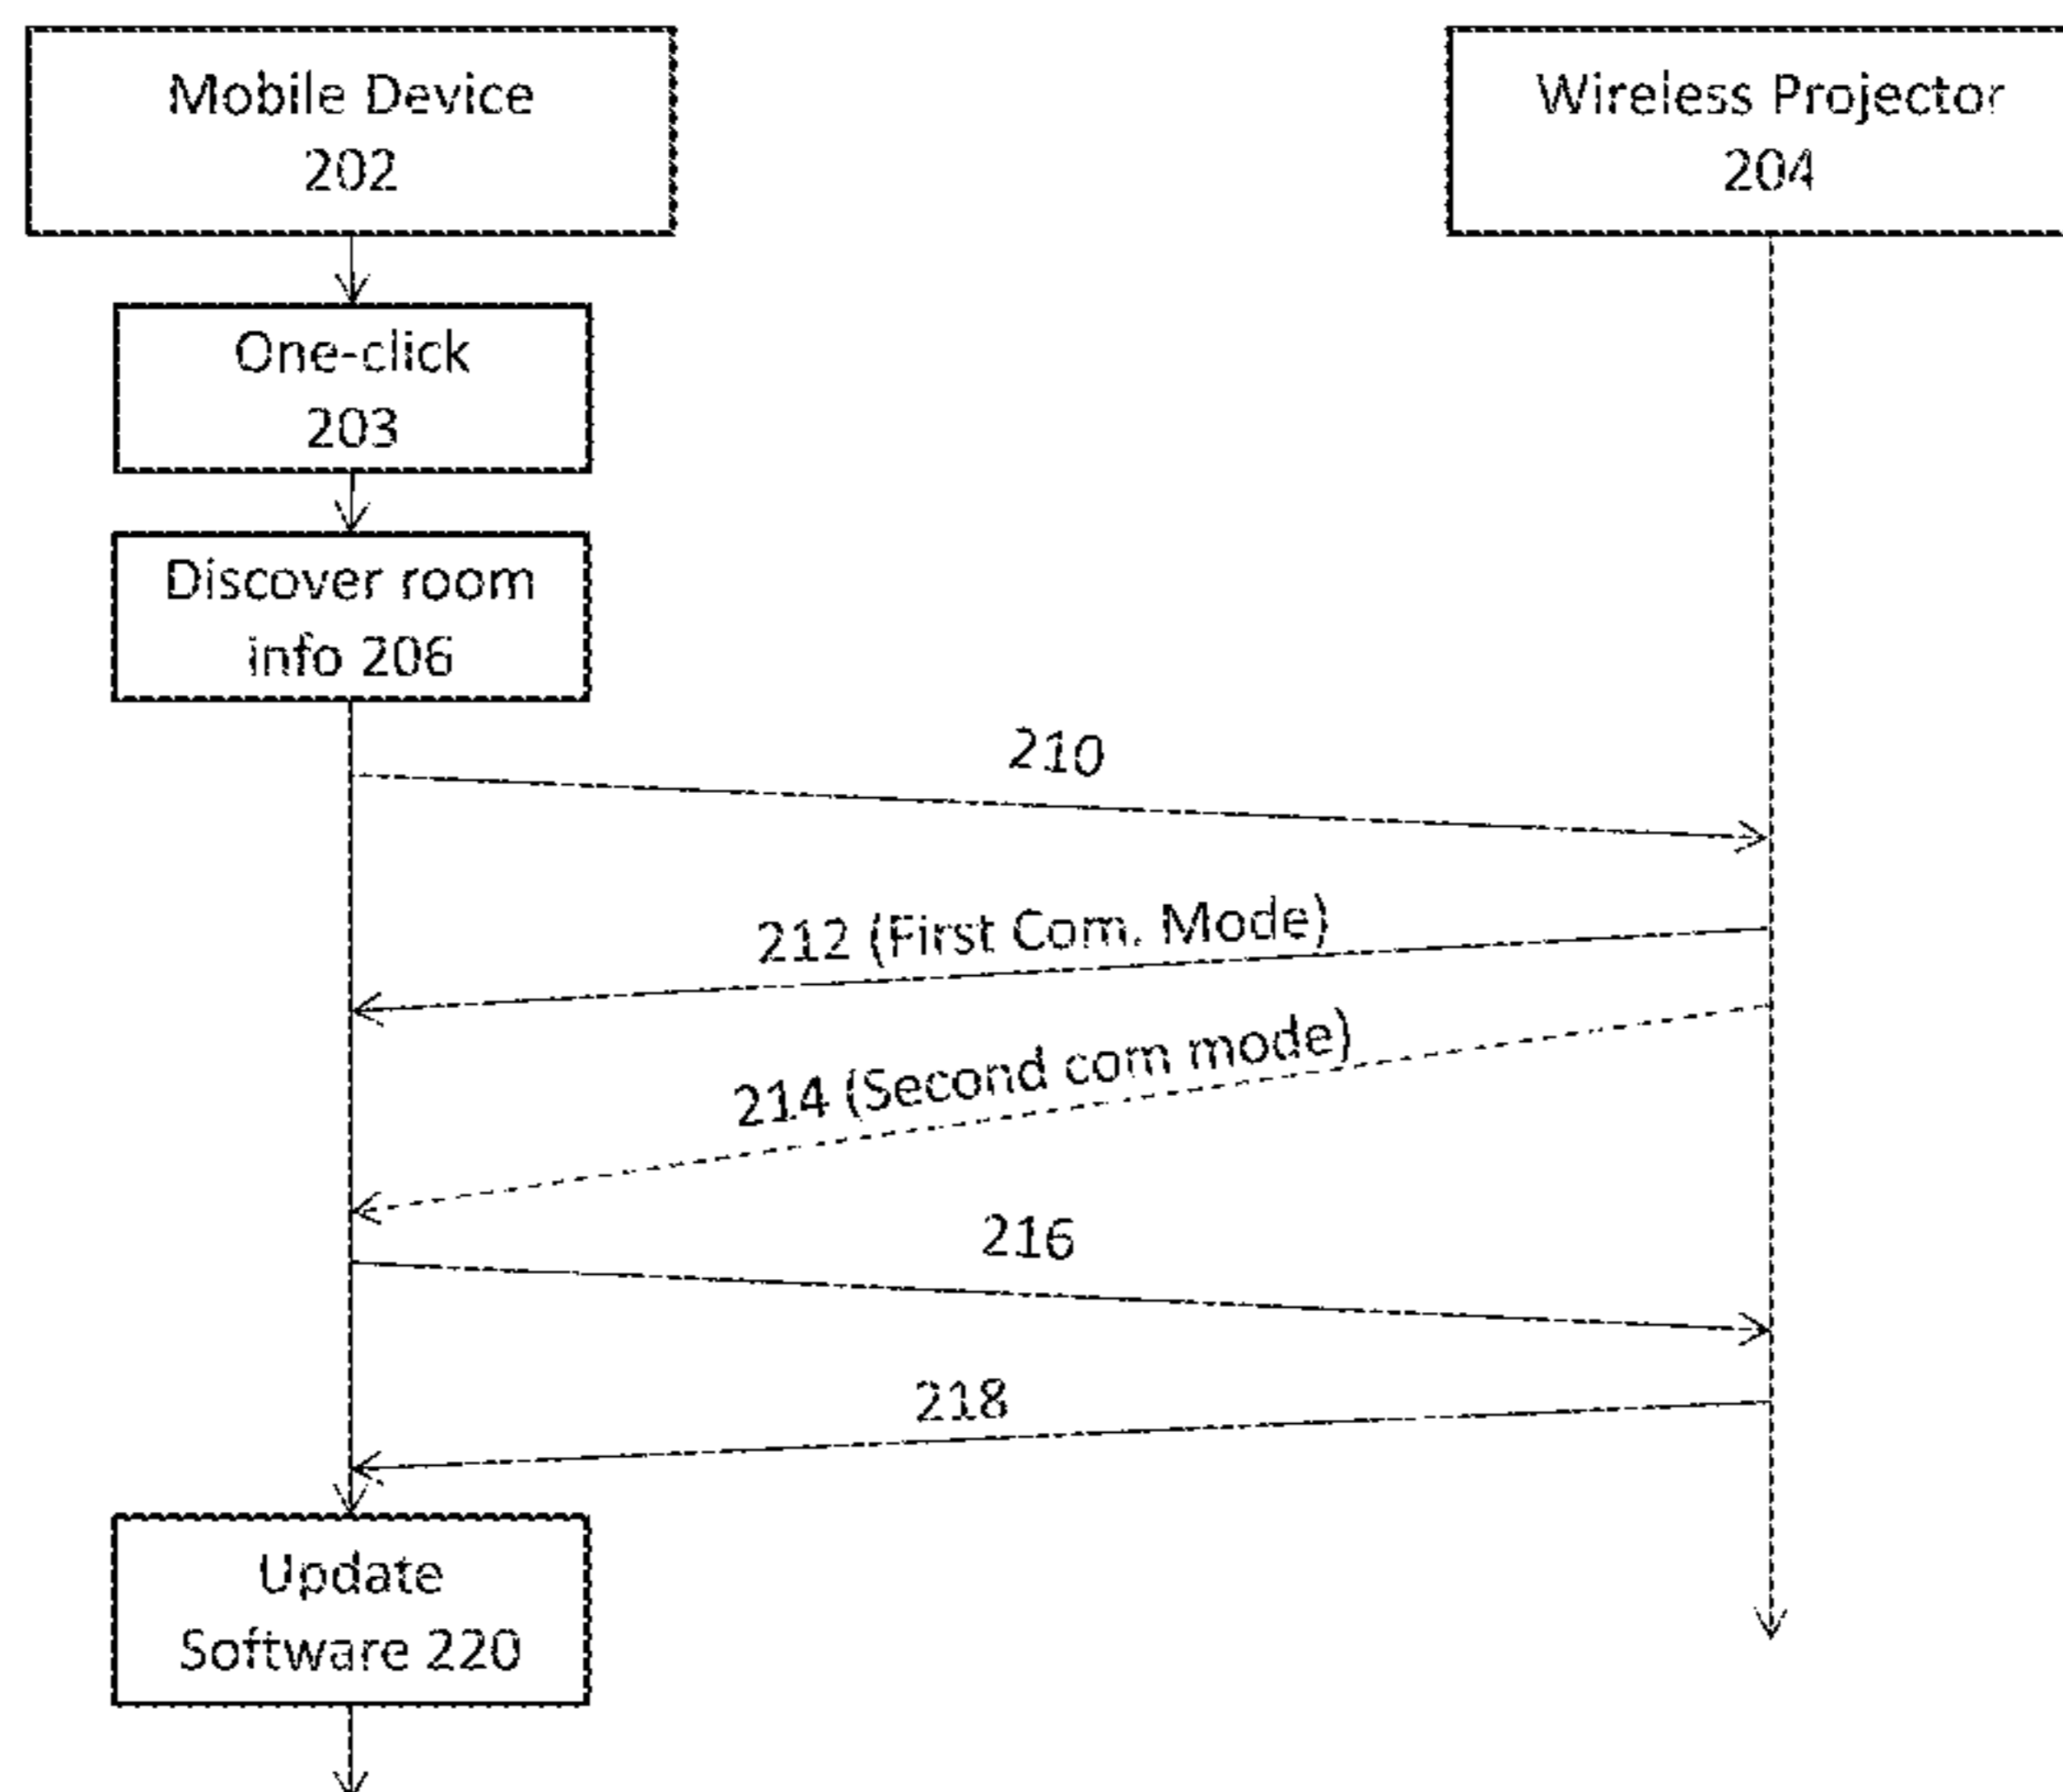 Mobile Device
202
Wireless Projector
204
One-click
203
Discover room
info 206
210
212 (First Com. Mode)
214 (Second com mode)
216
218
Update
Software 220